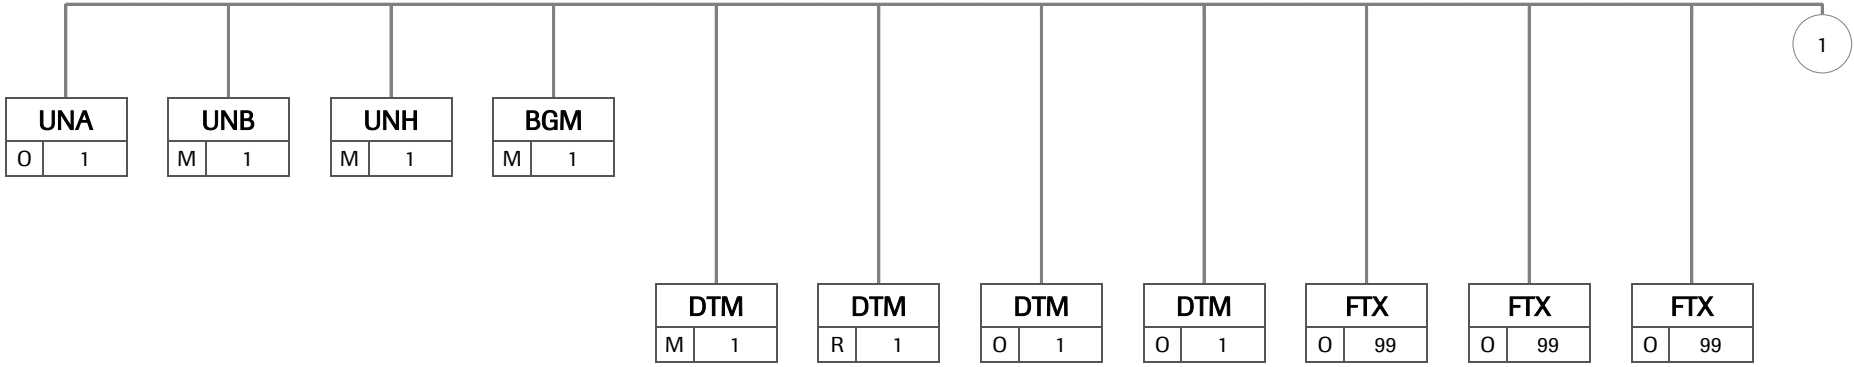 1
UNA
O 1
UNB
M 1
UNH
M 1
BGM
M 1
DTM
M 1
DTM
R 1
DTM
O 1
DTM
O 1
FTX
O 99
FTX
O 99
FTX
O 99